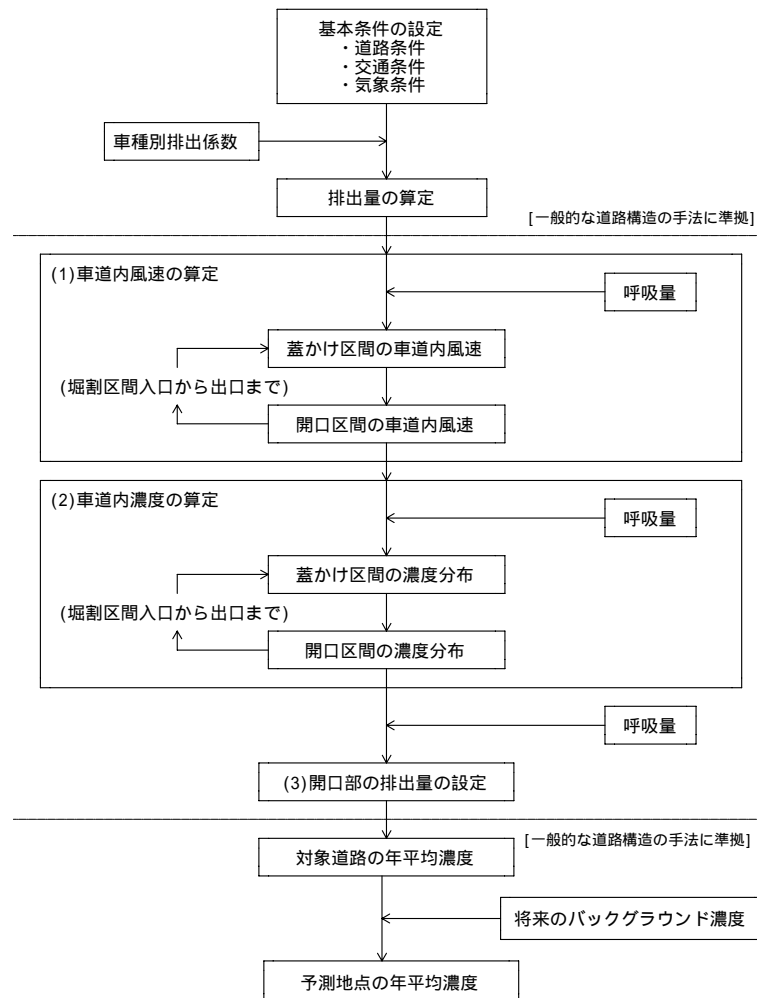 基本条件の設定
・道路条件
・交通条件
・気象条件
車種別排出係数
排出量の算定
[一般的な道路構造の手法に準拠]
(1)車道内風速の算定
呼吸量
蓋かけ区間の車道内風速
(堀割区間入口から出口まで)
開口区間の車道内風速
(2)車道内濃度の算定
呼吸量
蓋かけ区間の濃度分布
(堀割区間入口から出口まで)
開口区間の濃度分布
呼吸量
(3)開口部の排出量の設定
[一般的な道路構造の手法に準拠]
対象道路の年平均濃度
将来のバックグラウンド濃度
予測地点の年平均濃度